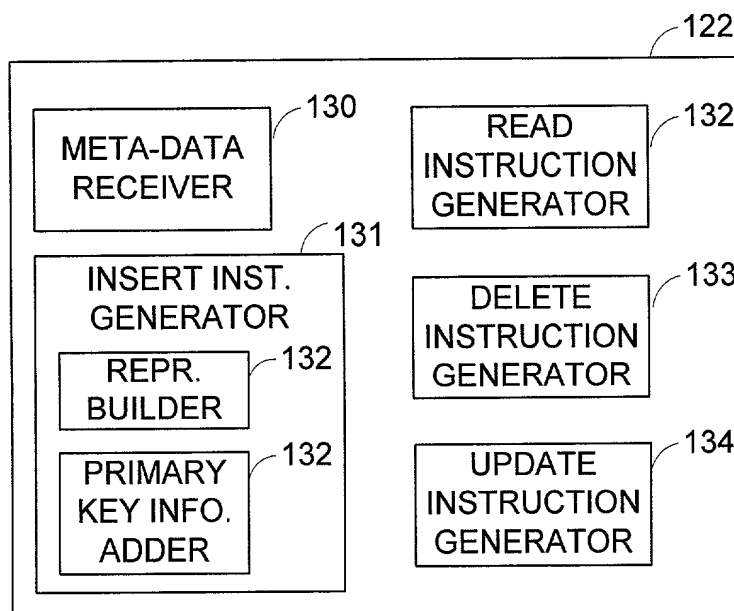 122
META-DATA
RECEIVER
130
INSERT INST.
GENERATOR
131
REPR.
BUILDER
132
PRIMARY
KEY INFO.
ADDER
132
READ
INSTRUCTION
GENERATOR
132
DELETE
INSTRUCTION
GENERATOR
133
UPDATE
INSTRUCTION
GENERATOR
134